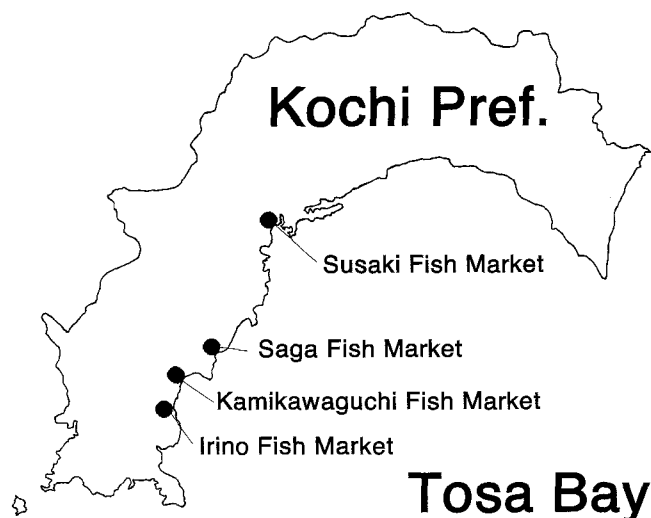 Kochi Pref.
Susaki Fish Market
Saga Fish Market
Kamikawaguchi Fish Market
Irino Fish Market
Tosa Bay